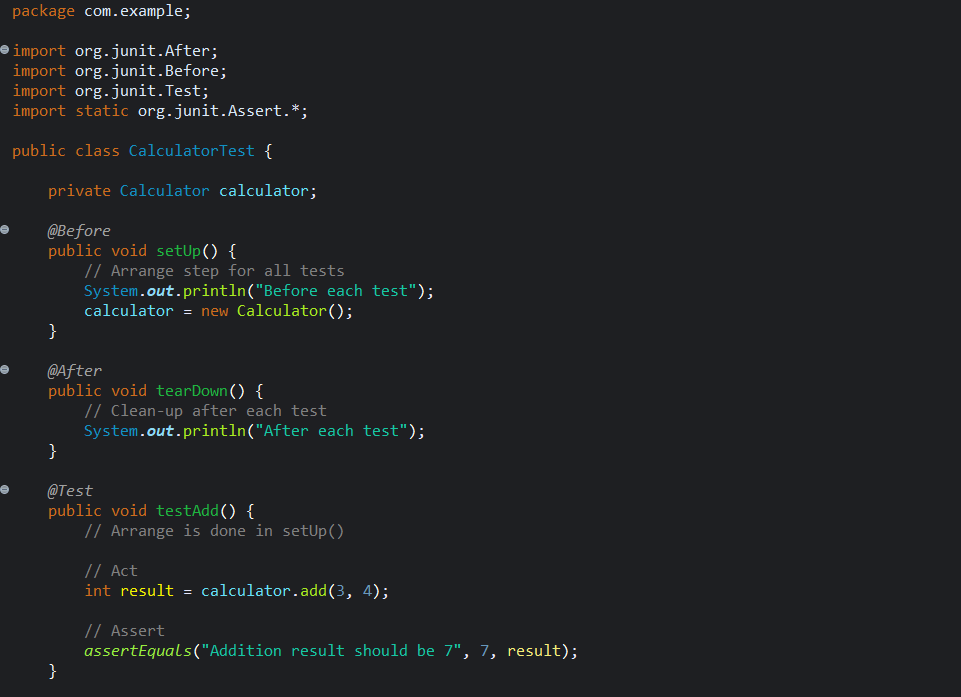 package com.example;
import org.junit.After;
import org.junit.Before;
import org.junit.Test;
import static org.junit.Assert.*;
public class CalculatorTest {
private Calculator calculator;
@Before
public void setUp() {
// Arrange step for all tests
System.out.println("Before each test");
calculator = new Calculator();
}
@After
public void tearDown() {
// Clean-up after each test
System.out.println("After each test");
}
@Test
public void testAdd() {
// Arrange is done in setUp()
// Act
int result = calculator.add(3, 4);
// Assert
assertEquals("Addition result should be 7", 7, result);
}